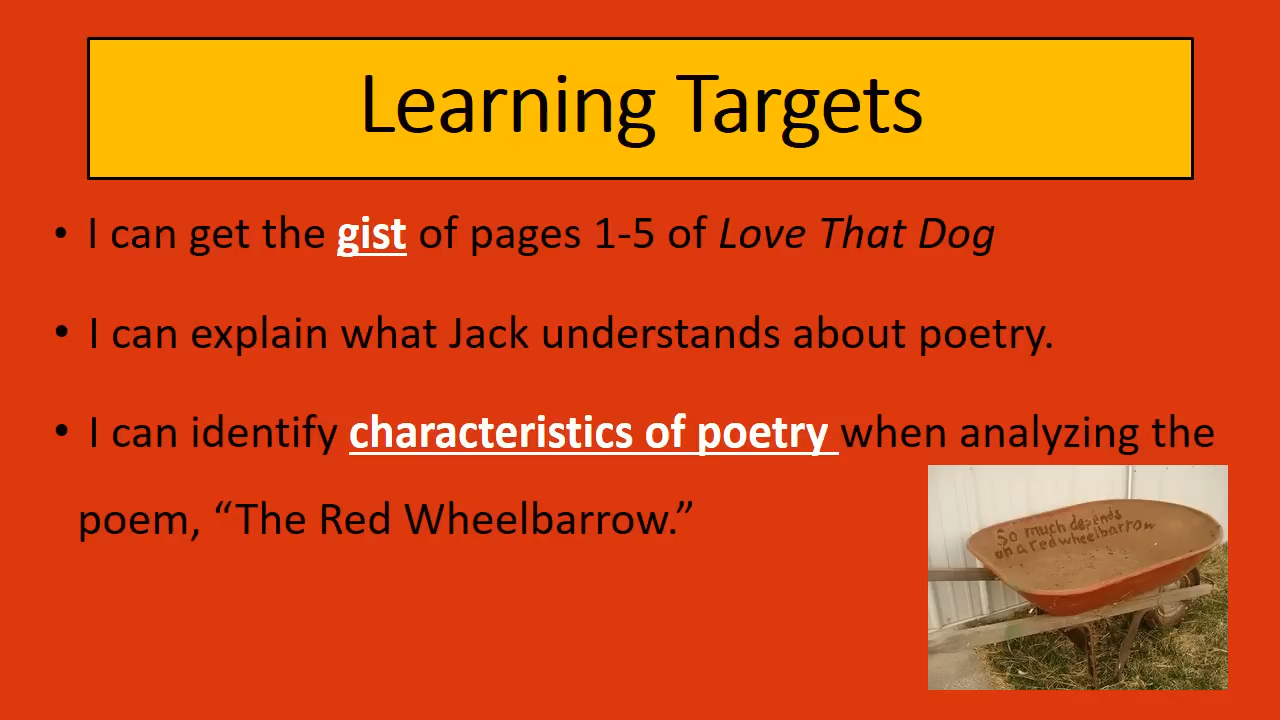 Learning Targets
• I can get the gist of pages 1-5 of Love That Dog
• I can explain what Jack understands about poetry.
• I can identify characteristics of poetry when analyzing the
poem, “The Red Wheelbarrow.”
So much depends
on a red wheelbarrow